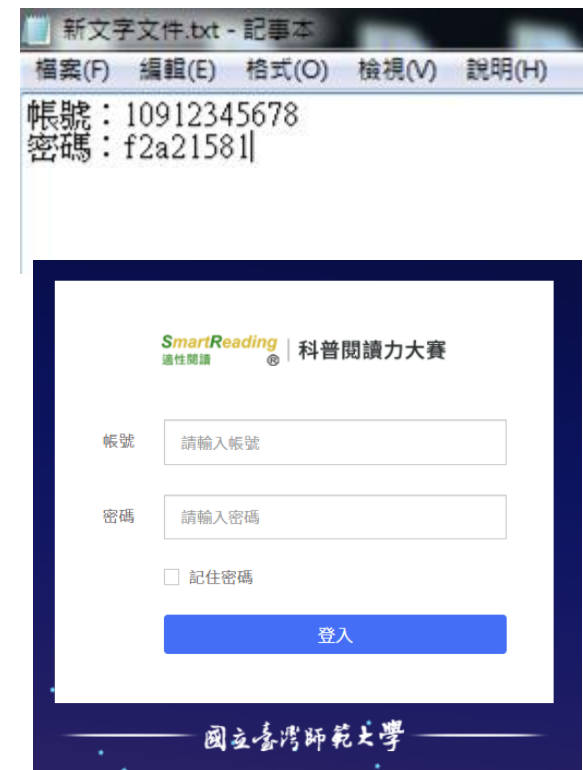 新文字文件.txt - 記事本
檔案(F) 編輯(E) 格式(O) 檢視(V) 說明(H)
帳號：10912345678
密碼：f2a21581
SmartReading
適性閱讀 ® 科普閱讀力大賽
帳號 請輸入帳號
密碼 請輸入密碼
記住密碼
登入
國立臺灣師範大學